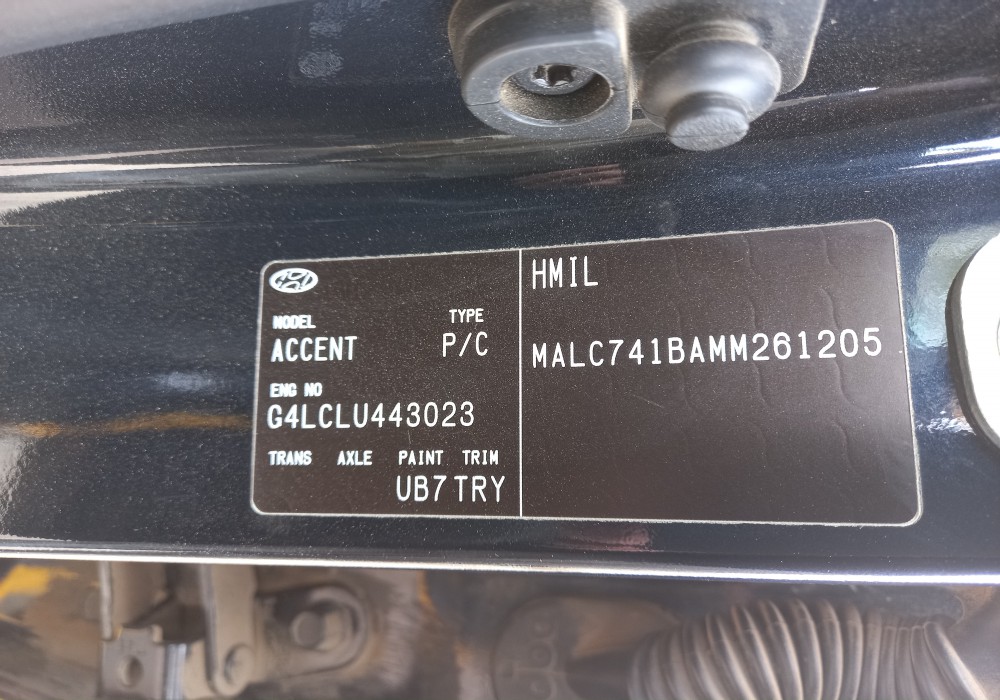 MODEL TYPE
ACCENT P/C
ENG NO
G4LCLU443023
TRANS AXLE PAINT TRIM
UB7 TRY
HMIL
MALC741BAMM261205